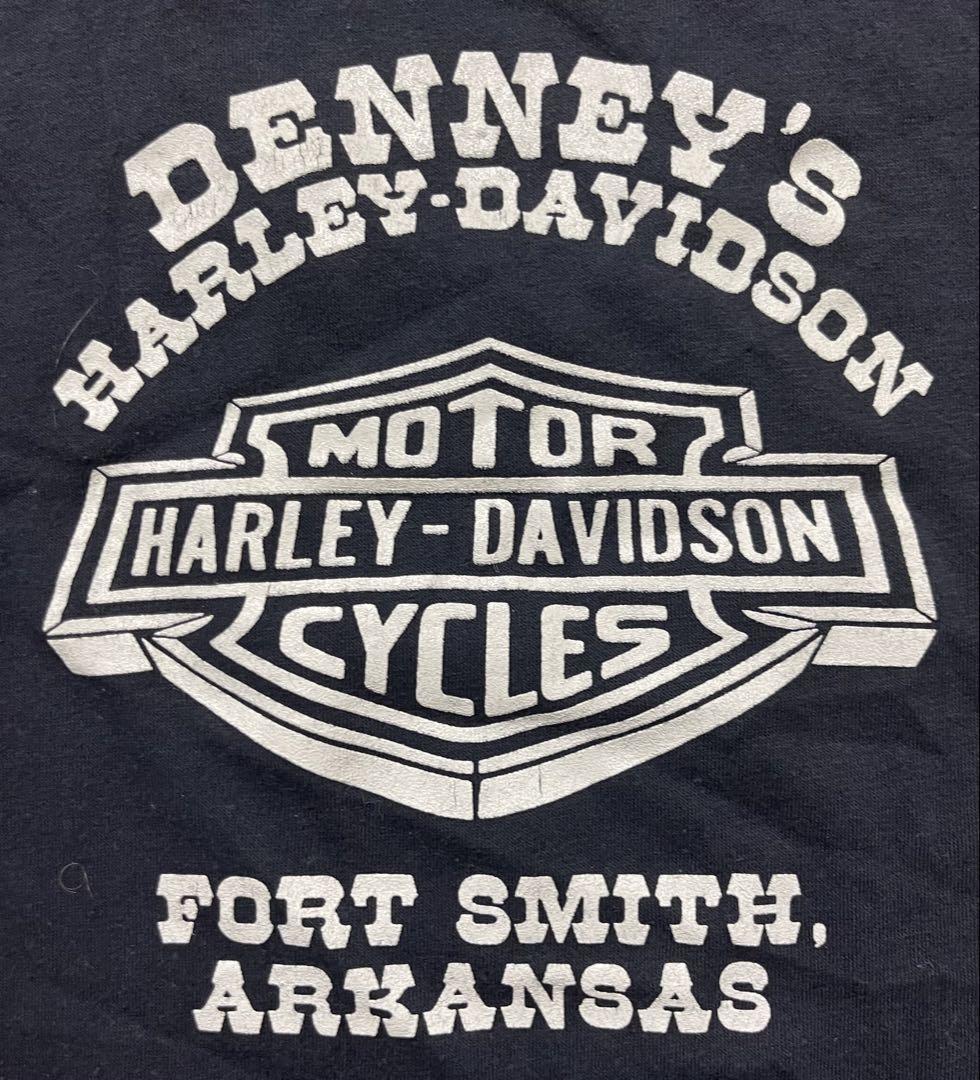 DENNEY'S
HARLEY-DAVIDSON
MOTOR
HARLEY-DAVIDSON
CYCLES
FORT SMITH,
ARKANSAS